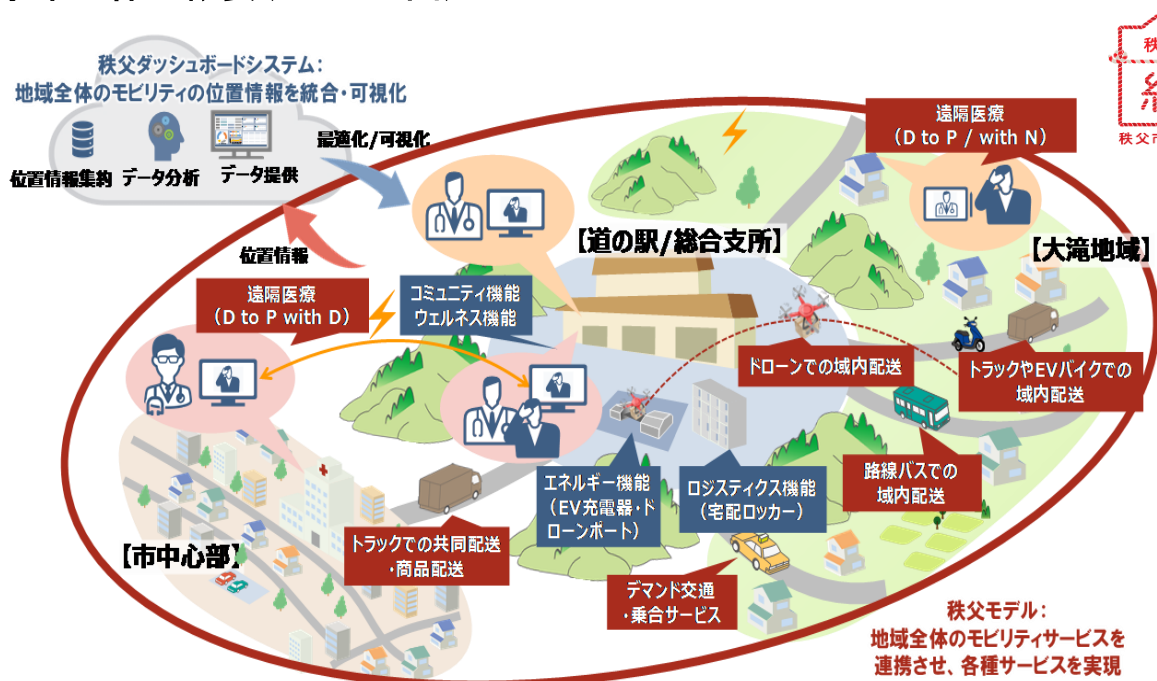 秩父ダッシュボードシステム：
地域全体のモビリティの位置情報を統合・可視化
位置情報集約
データ分析
データ提供
最適化/可視化
位置情報
遠隔医療
（D to P with D）
コミュニティ機能
ウェルネス機能
【道の駅/総合支所】
遠隔医療
（D to P / with N）
【大滝地域】
ドローンでの域内配送
トラックやEVバイクでの
域内配送
路線バスでの
域内配送
エネルギー機能
（EV充電器・ド
ローンポート）
ロジスティクス機能
（宅配ロッカー）
トラックでの共同配送
・商品配送
【市中心部】
デマンド交通
・乗合サービス
秩父モデル：
地域全体のモビリティサービスを
連携させ、各種サービスを実現
秩父市